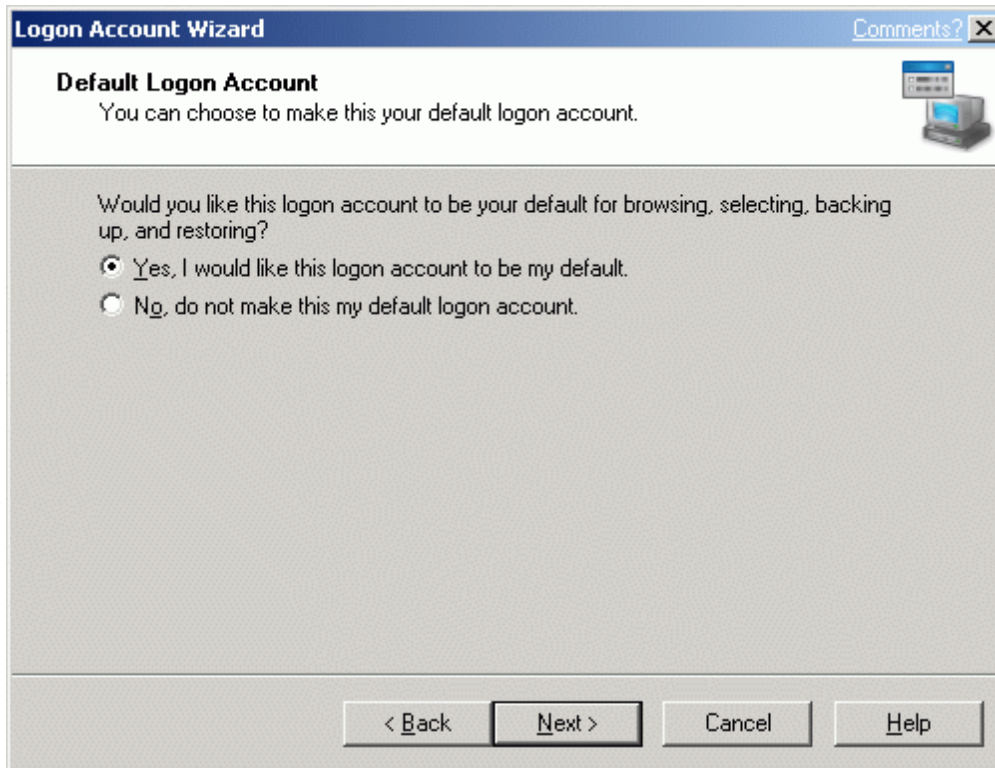 Logon Account Wizard Comments?
Default Logon Account
You can choose to make this your default logon account.
Would you like this logon account to be your default for browsing, selecting, backing
up, and restoring?
Yes, I would like this logon account to be my default.
No, do not make this my default logon account.
< Back Next > Cancel Help